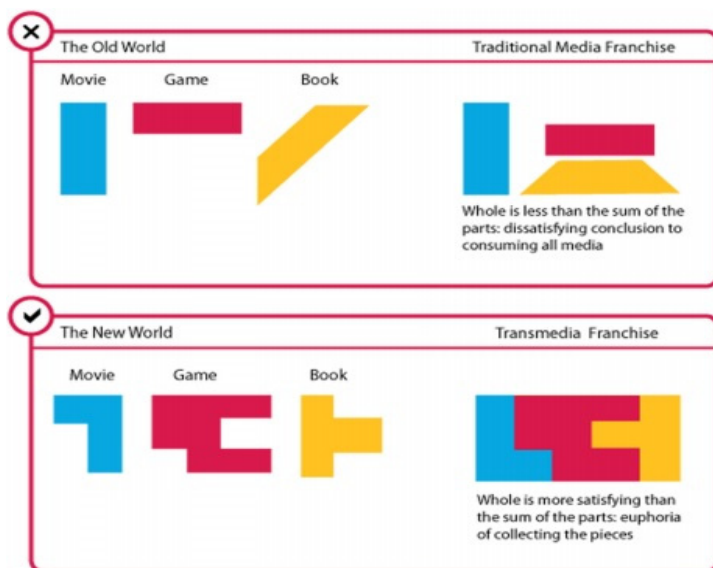 The Old World
Traditional Media Franchise
Movie
Game
Book
Whole is less than the sum of the
parts: dissatisfying conclusion to
consuming all media
The New World
Transmedia Franchise
Movie
Game
Book
Whole is more satisfying than
the sum of the parts: euphoria
of collecting the pieces